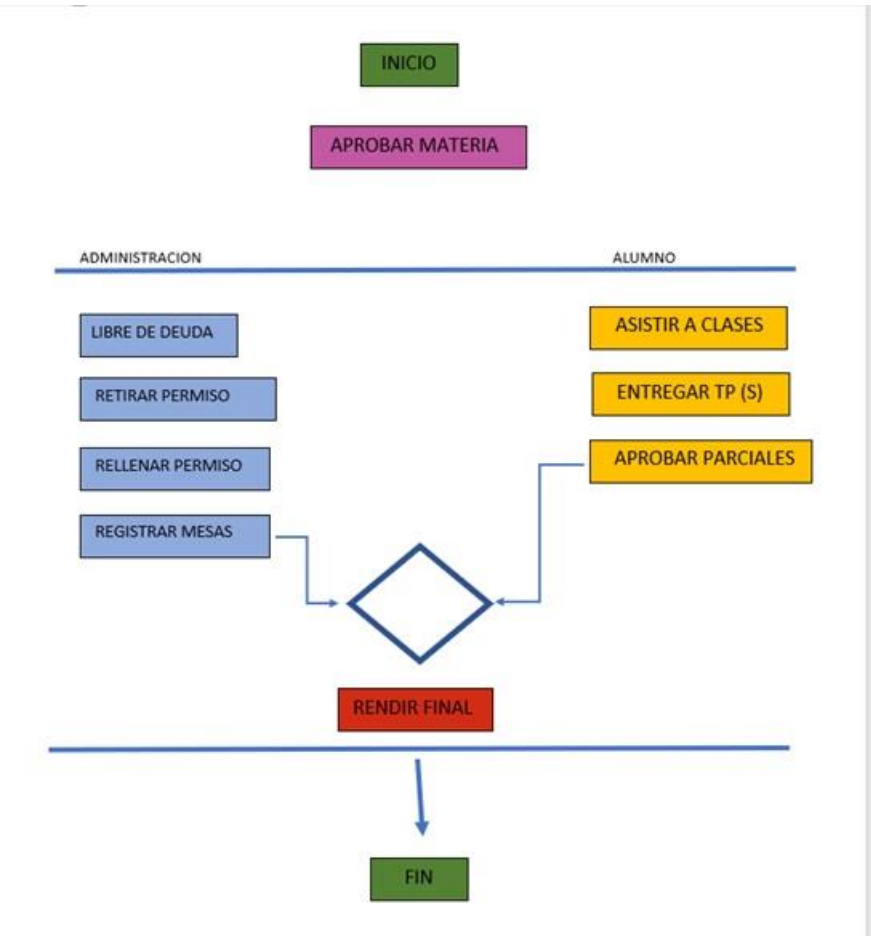 INICIO
APROBAR MATERIA
ADMINISTRACION
ALUMNO
LIBRE DE DEUDA
ASISTIR A CLASES
RETIRAR PERMISO
ENTREGAR TP (S)
RELLENAR PERMISO
APROBAR PARCIALES
REGISTRAR MESAS
RENDIR FINAL
FIN